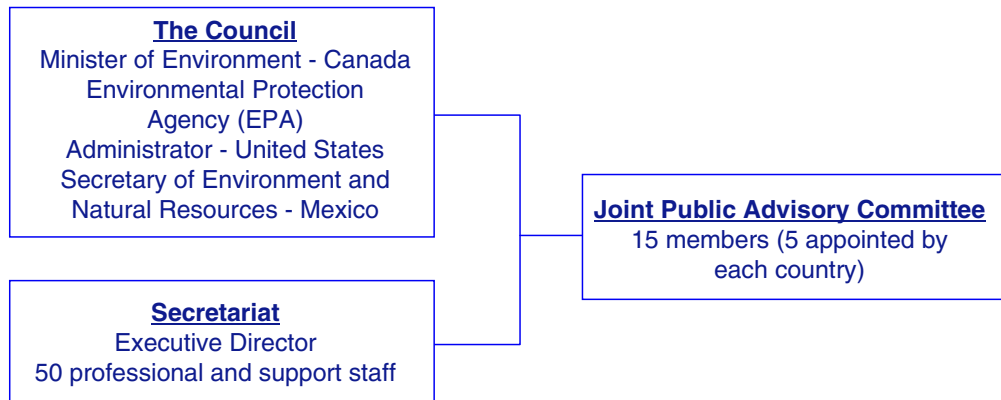 The Council
Minister of Environment - Canada
Environmental Protection
Agency (EPA)
Administrator - United States
Secretary of Environment and
Natural Resources - Mexico
Joint Public Advisory Committee
15 members (5 appointed by
each country)
Secretariat
Executive Director
50 professional and support staff